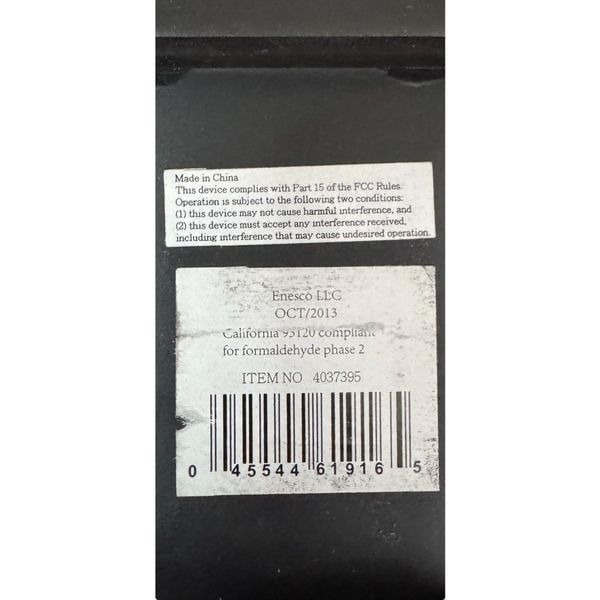 Made in China
This device complies with Part 15 of the FCC Rules.
Operation is subject to the following two conditions:
(1) this device may not cause harmful interference, and
(2) this device must accept any interference received,
including interference that may cause undesired operation.
Enesco LLC
OCT/2013
California 93120 compliant
for formaldehyde phase 2
ITEM NO 4037395
0 45544 61916 5